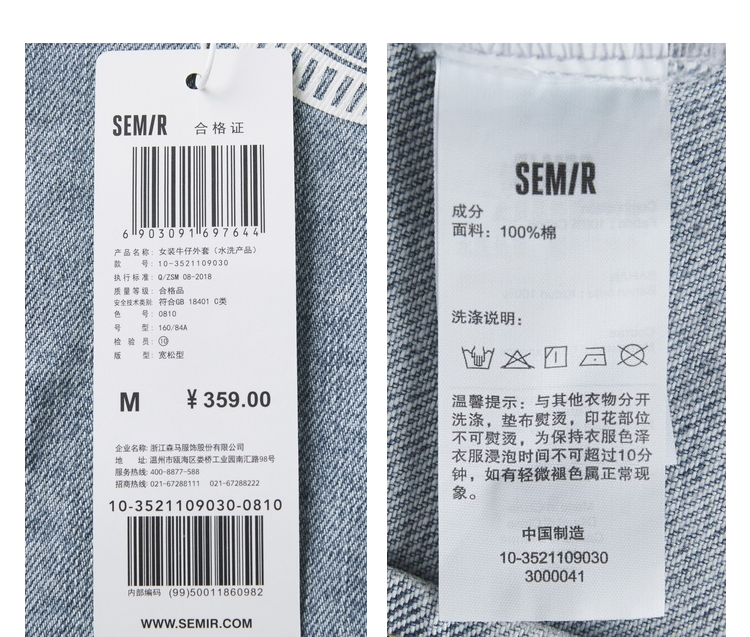 SEMIR 合格证
6 903091 697644
产品名称: 女装牛仔外套（水洗产品）
款 号: 10-3521109030
执行标准: Q/ZSM 08-2018
质量等级: 合格品
安全技术类别: 符合GB 18401 C类
色 号: 0810
号 型: 160/84A
检 验 员: ⑩
版 型: 宽松型
M ¥ 359.00
企业名称: 浙江森马服饰股份有限公司
地 址: 温州市瓯海区娄桥工业园南汇路98号
服务热线: 400-8877-588
招商热线: 021-67288111 021-67288222
10-3521109030-0810
内部编码 (99)50011860982
WWW.SEMIR.COM
SEMIR
成分
面料: 100%棉
洗涤说明:
温馨提示: 与其他衣物分开
洗涤, 垫布熨烫, 印花部位
不可熨烫, 为保持衣服色泽
衣服浸泡时间不可超过10分
钟, 如有轻微褪色属正常现
象。
中国制造
10-3521109030
3000041